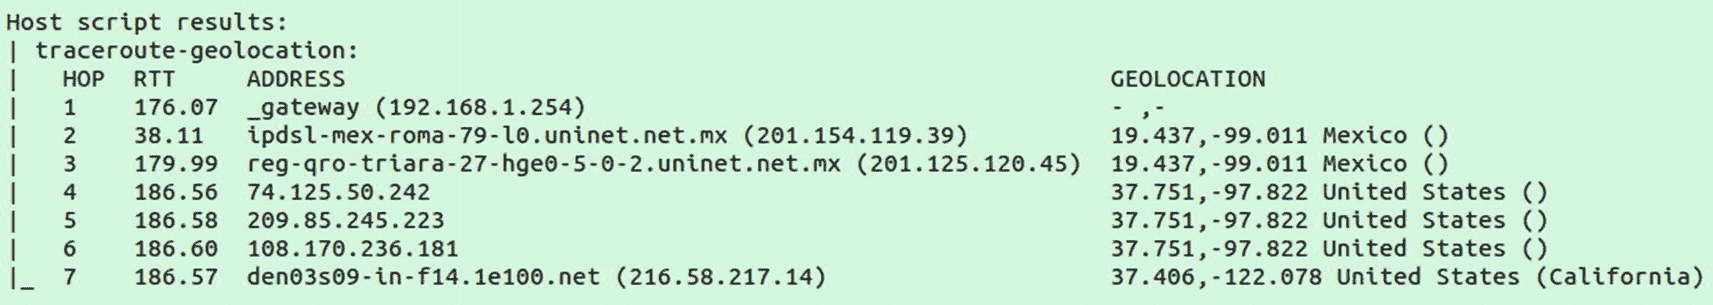 Host script results:
| traceroute-geolocation:
|   HOP  RTT     ADDRESS                                                      GEOLOCATION
|   1    176.07  _gateway (192.168.1.254)                                     - ,-
|   2    38.11   ipdsl-mex-roma-79-l0.uninet.net.mx (201.154.119.39)          19.437,-99.011 Mexico ()
|   3    179.99  reg-qro-triara-27-hge0-5-0-2.uninet.net.mx (201.125.120.45)  19.437,-99.011 Mexico ()
|   4    186.56  74.125.50.242                                                37.751,-97.822 United States ()
|   5    186.58  209.85.245.223                                               37.751,-97.822 United States ()
|   6    186.60  108.170.236.181                                              37.751,-97.822 United States ()
|_  7    186.57  den03s09-in-f14.1e100.net (216.58.217.14)                    37.406,-122.078 United States (California)